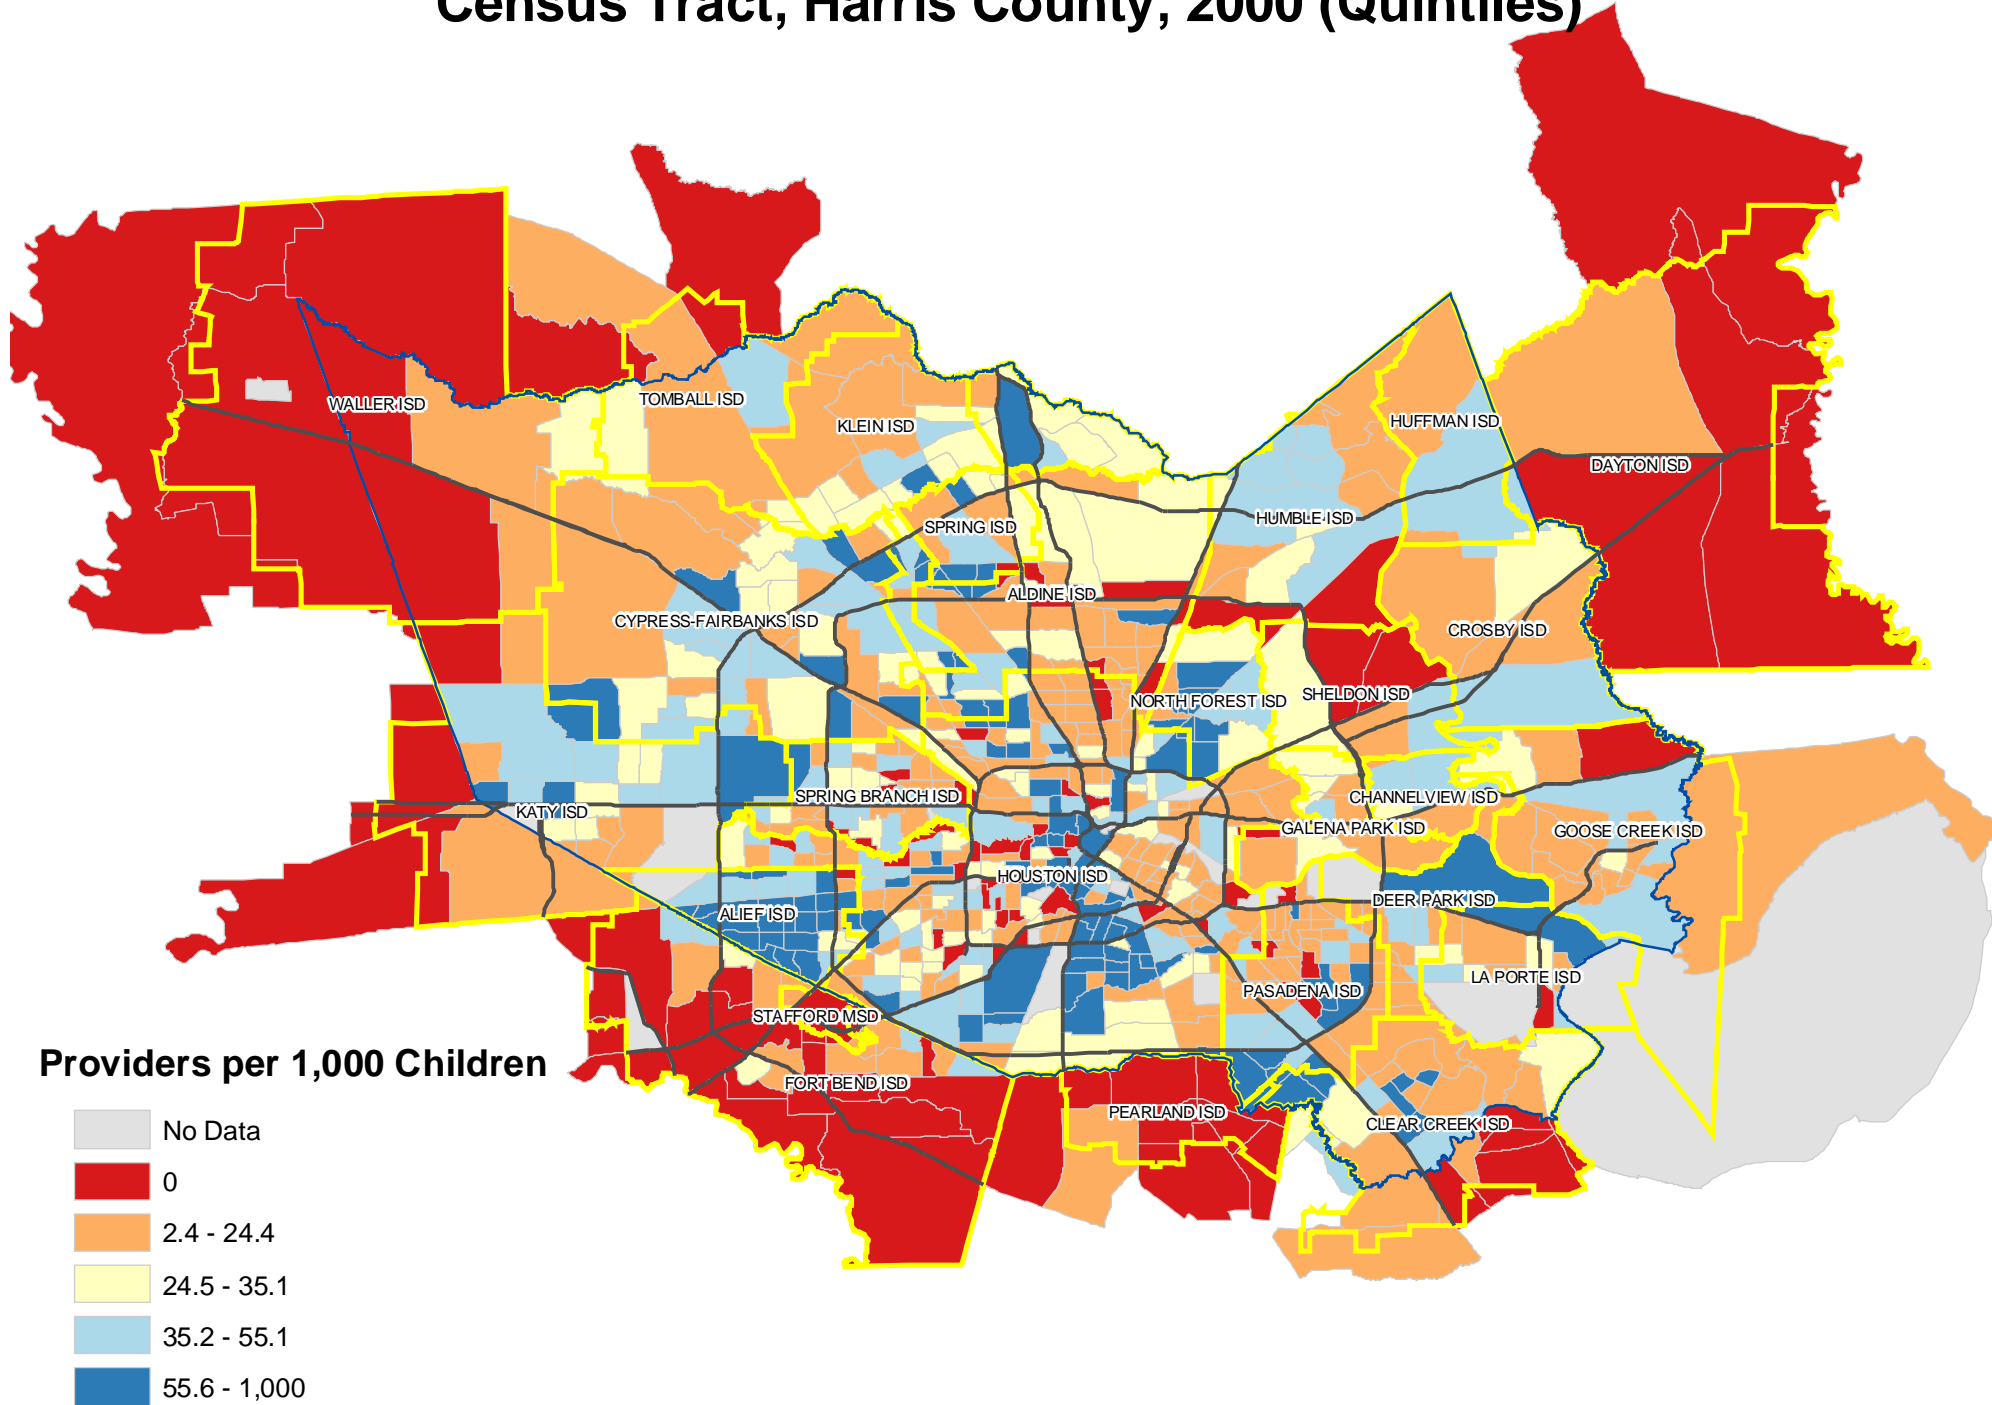 Census Tract, Harris County, 2000 (Quintiles)
WALLER ISD
TOMBALL ISD
KLEIN ISD
HUFFMAN ISD
DAYTON ISD
SPRING ISD
HUMBLE ISD
ALDINE ISD
CYPRESS-FAIRBANKS ISD
CROSBY ISD
NORTH FOREST ISD
SHELDON ISD
SPRING BRANCH ISD
CHANNELVIEW ISD
KATY ISD
GALENA PARK ISD
GOOSE CREEK ISD
HOUSTON ISD
DEER PARK ISD
ALIEF ISD
LA PORTE ISD
PASADENA ISD
STAFFORD MSD
FORT BEND ISD
PEARLAND ISD
CLEAR CREEK ISD
Providers per 1,000 Children
No Data
0
2.4 - 24.4
24.5 - 35.1
35.2 - 55.1
55.6 - 1,000